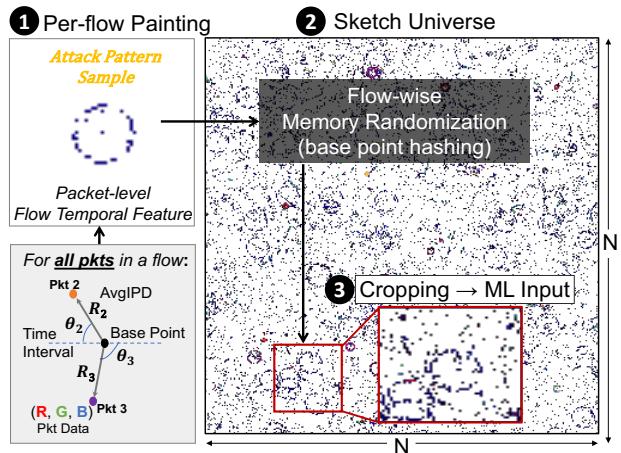 1 Per-flow Painting
2 Sketch Universe
Attack Pattern
Sample
Packet-level
Flow Temporal Feature
Flow-wise
Memory Randomization
(base point hashing)
For all pkts in a flow:
Pkt 2
AvgIPD
R2
θ2
Time
Interval
Base Point
θ3
R3
Pkt 3
(R, G, B)
Pkt Data
3 Cropping → ML Input
N
N